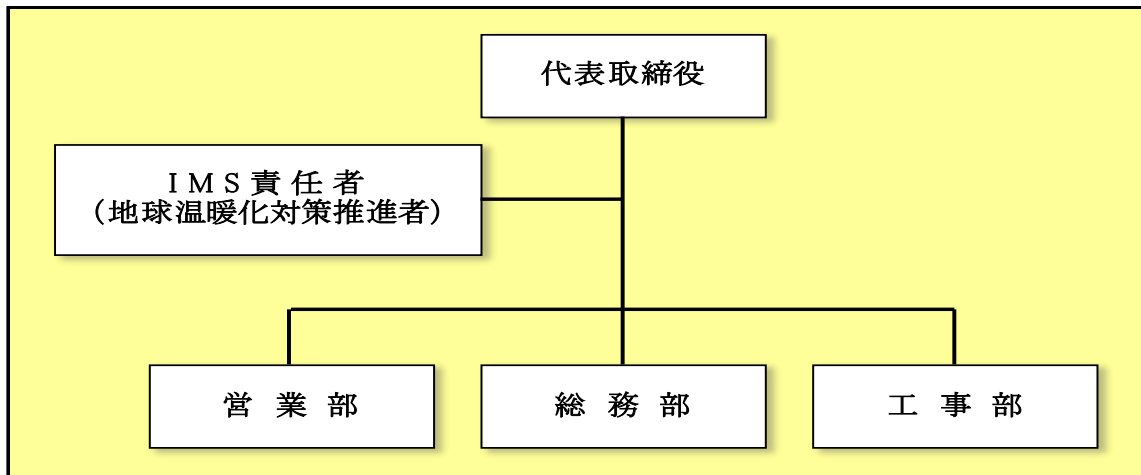 代表取締役
ＩＭＳ責任者
（地球温暖化対策推進者）
営業部
総務部
工事部